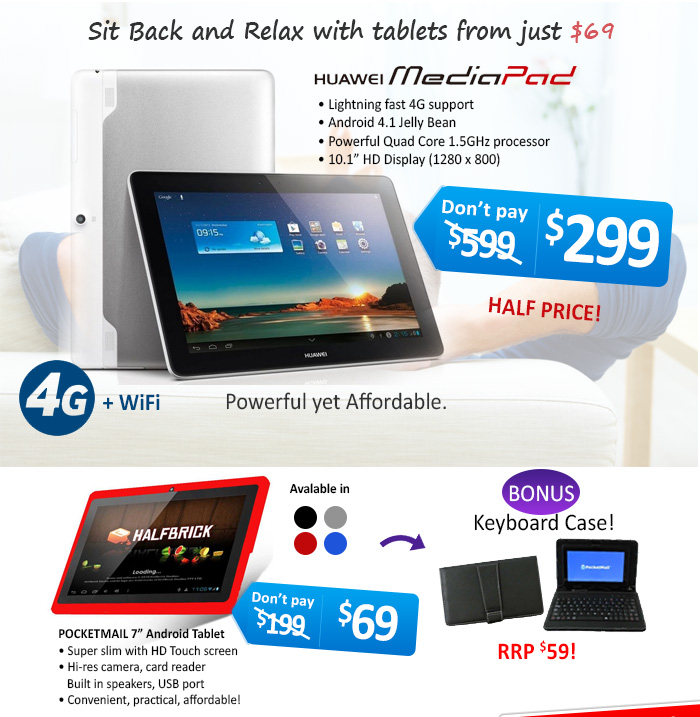 Sit Back and Relax with tablets from just $69
HUAWEI MediaPad
• Lightning fast 4G support
• Android 4.1 Jelly Bean
• Powerful Quad Core 1.5GHz processor
• 10.1" HD Display (1280 x 800)
Don't pay
$599
$299
HALF PRICE!
Google
09:15
HUAWEI
4G + WiFi
Powerful yet Affordable.
Avalable in
BONUS
Keyboard Case!
HALFBRICK
Loading...
PocketMail
Don't pay
$199
$69
POCKETMAIL 7" Android Tablet
• Super slim with HD Touch screen
• Hi-res camera, card reader
Built in speakers, USB port
• Convenient, practical, affordable!
RRP $59!